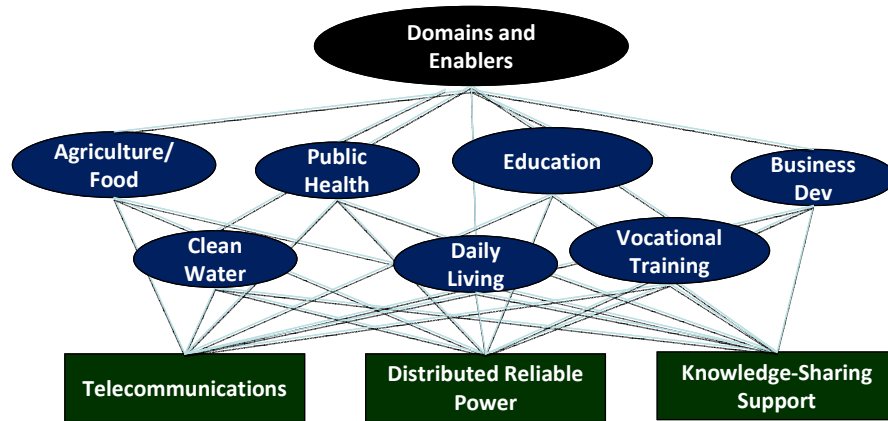 Domains and
Enablers
Agriculture/
Food
Public
Health
Education
Business
Dev
Clean
Water
Daily
Living
Vocational
Training
Telecommunications
Distributed Reliable
Power
Knowledge-Sharing
Support